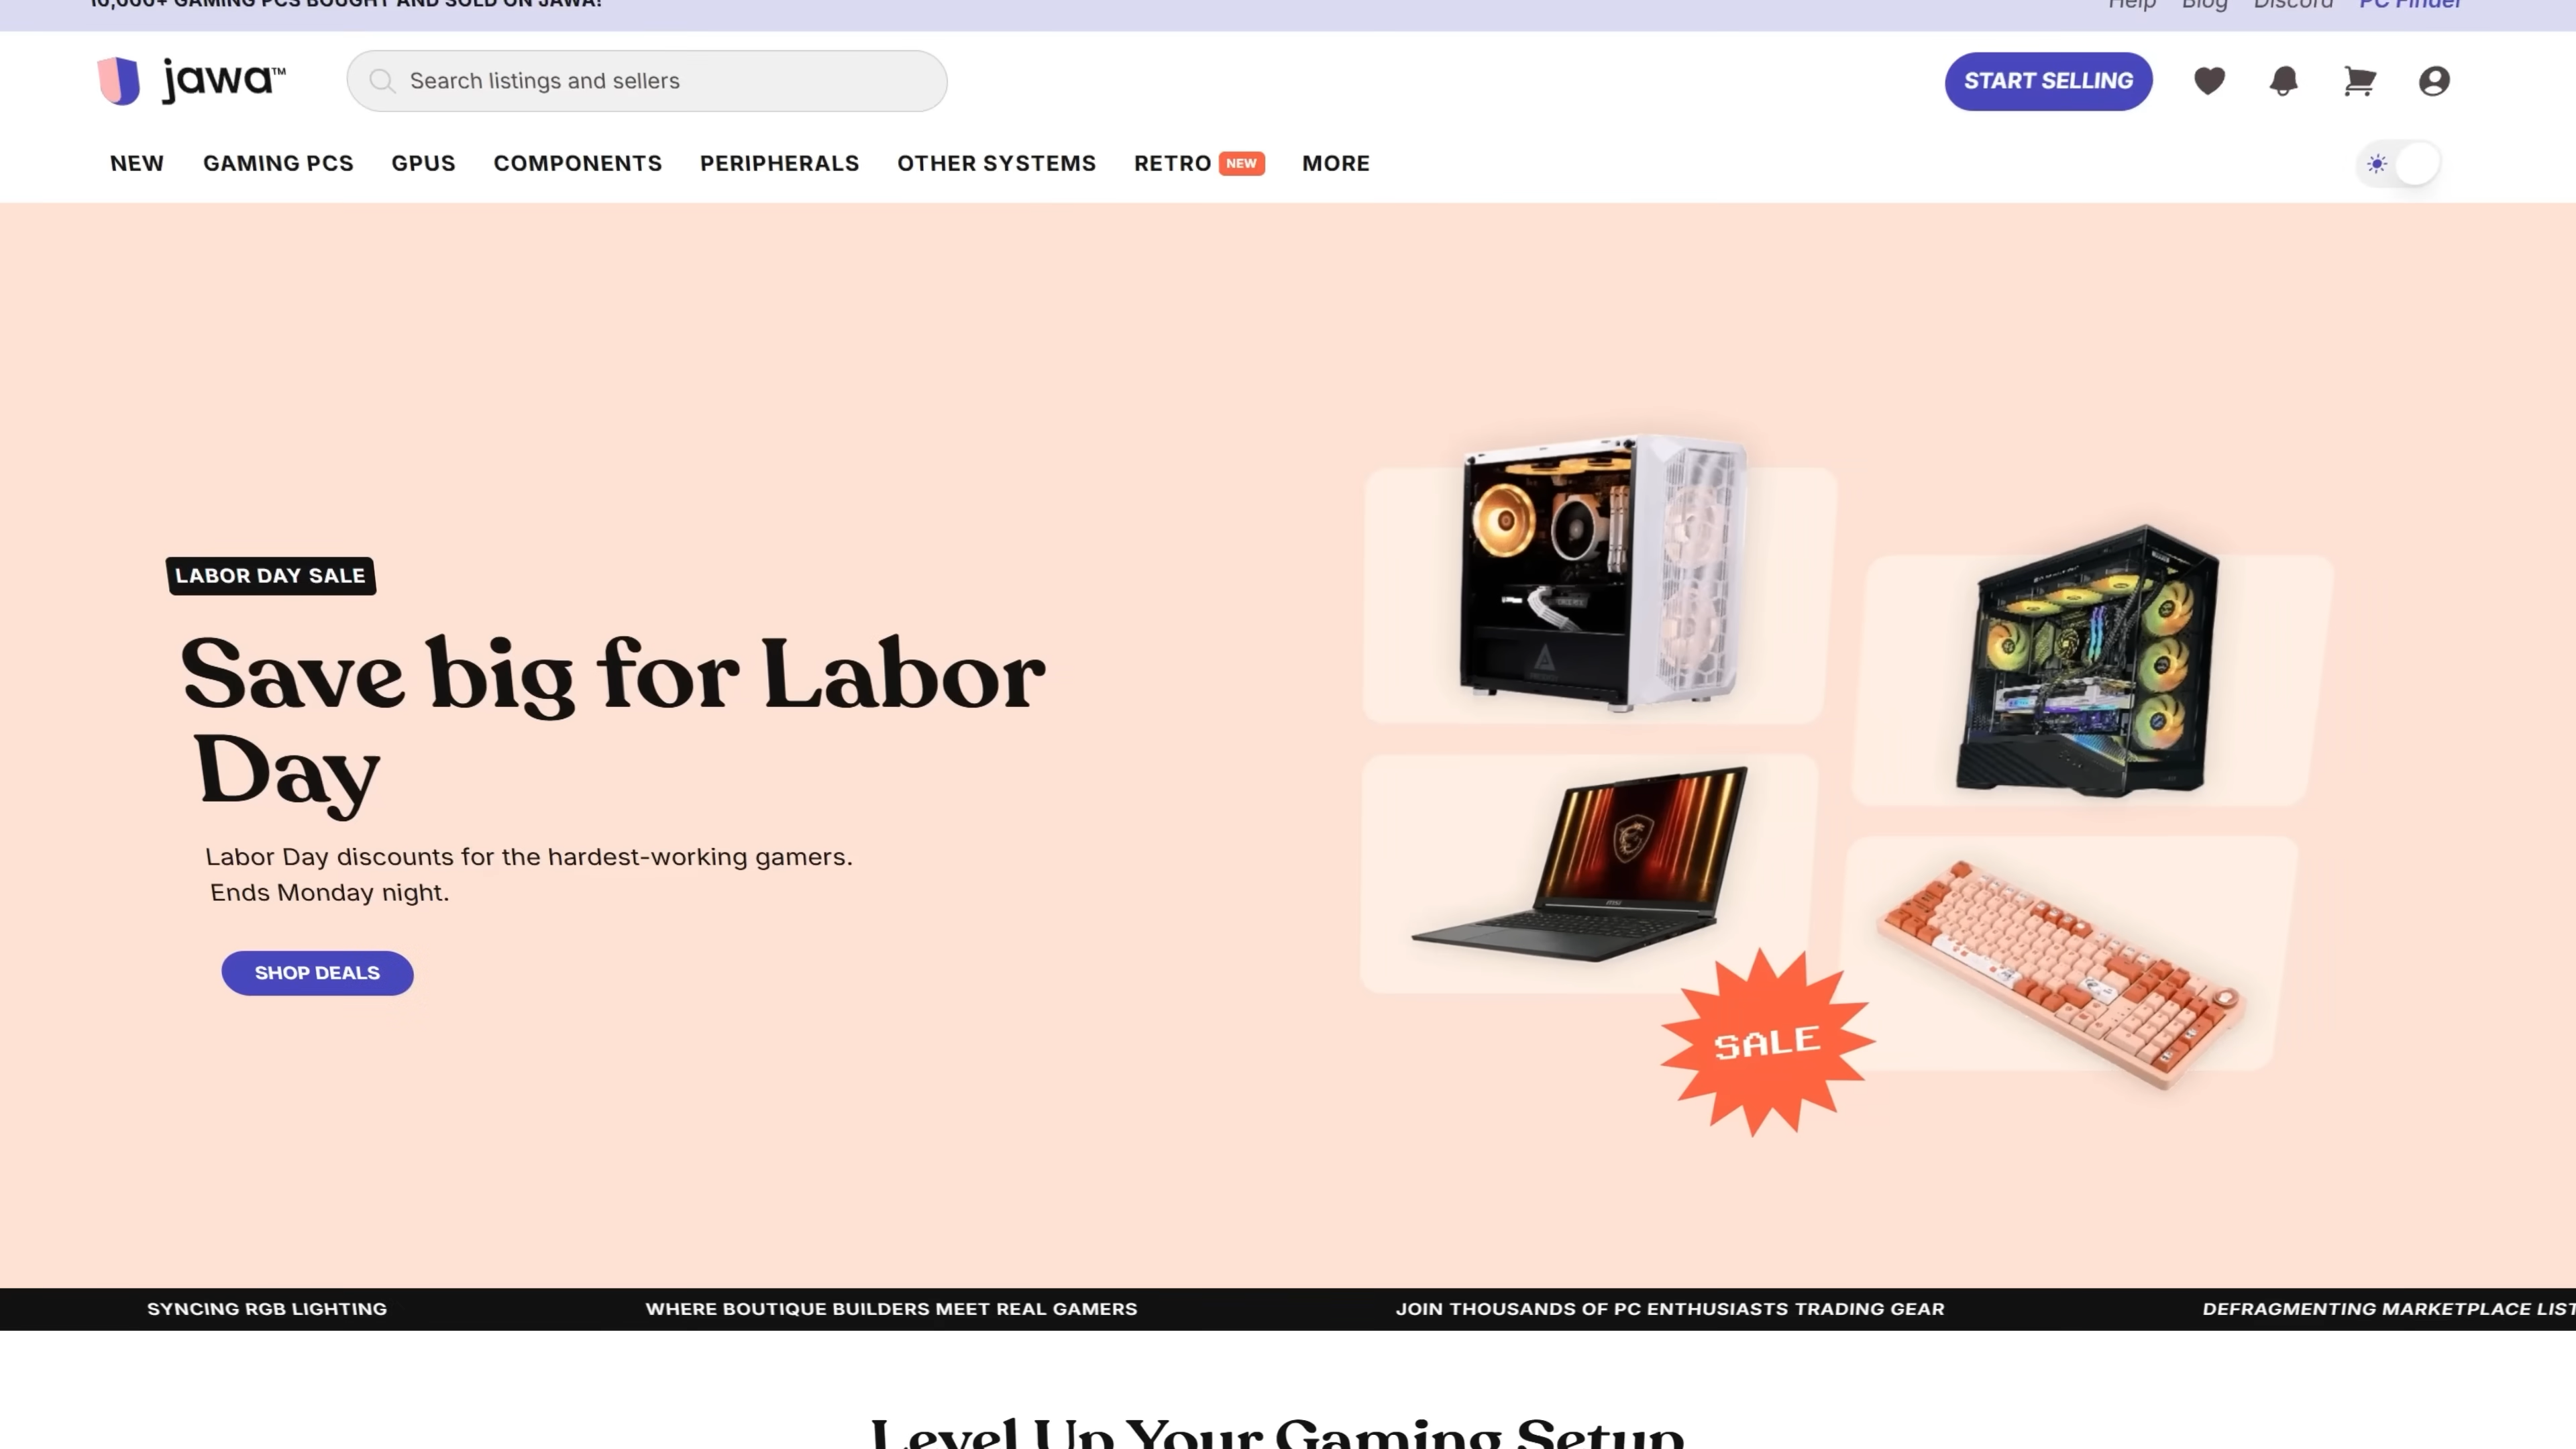 10,000+ GAMING PCS BOUGHT AND SOLD ON JAWA!
Help Blog Discord PC Finder
jawa™
Search listings and sellers
START SELLING
NEW GAMING PCS GPUS COMPONENTS PERIPHERALS OTHER SYSTEMS RETRO NEW MORE
LABOR DAY SALE
Save big for Labor
Day
Labor Day discounts for the hardest-working gamers.
Ends Monday night.
SHOP DEALS
SALE
SYNCING RGB LIGHTING WHERE BOUTIQUE BUILDERS MEET REAL GAMERS JOIN THOUSANDS OF PC ENTHUSIASTS TRADING GEAR DEFRAGMENTING MARKETPLACE LIST
Level Up Your Gaming Setup